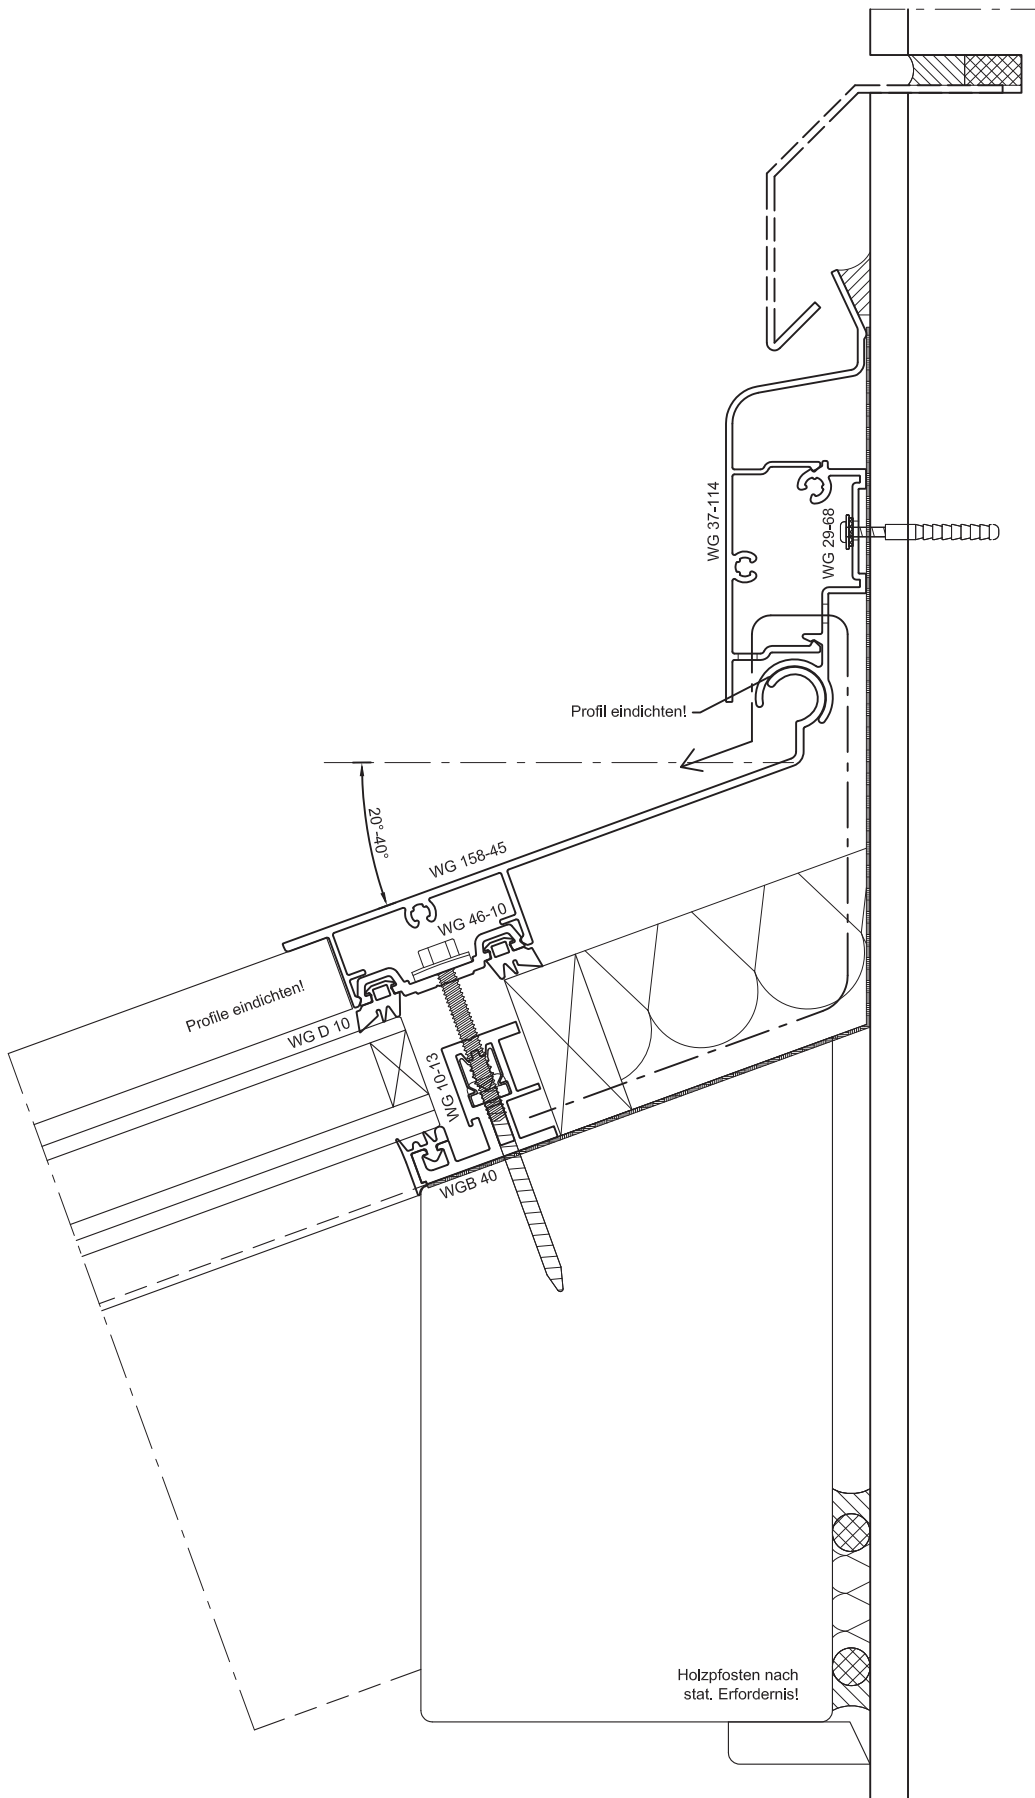 WG 37-114
WG 29-68
Profil eindichten!
20°-40°
WG 158-45
WG 46-10
Profile eindichten!
WG D 10
WG 10-13
WGB 40
Holzpfosten nach
stat. Erfordernis!